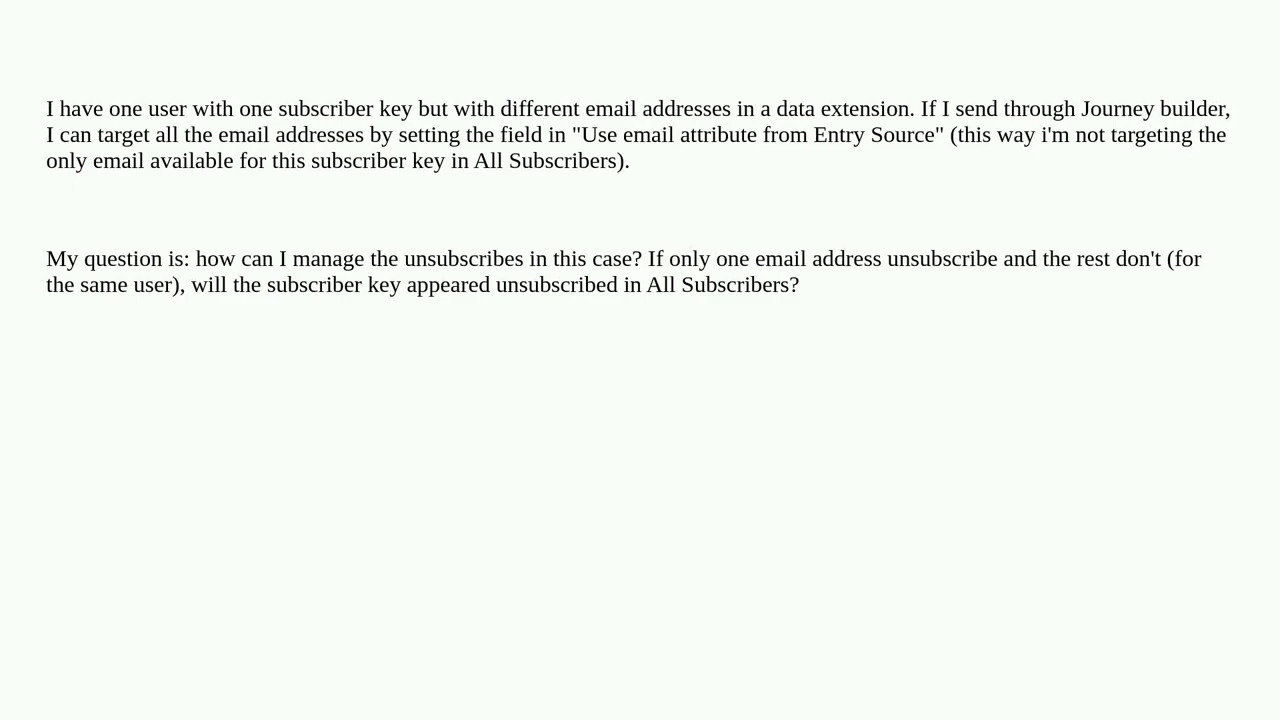 I have one user with one subscriber key but with different email addresses in a data extension. If I send through Journey builder,
I can target all the email addresses by setting the field in "Use email attribute from Entry Source" (this way i'm not targeting the
only email available for this subscriber key in All Subscribers).
My question is: how can I manage the unsubscribes in this case? If only one email address unsubscribe and the rest don't (for
the same user), will the subscriber key appeared unsubscribed in All Subscribers?